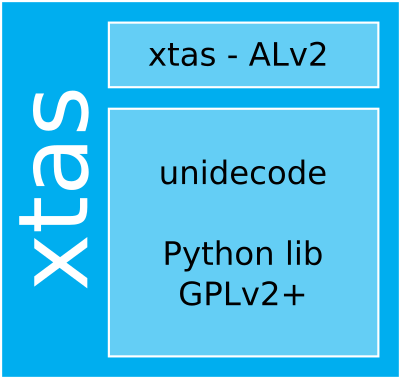 xtas
xtas - ALv2
unidecode
Python lib
GPLv2+